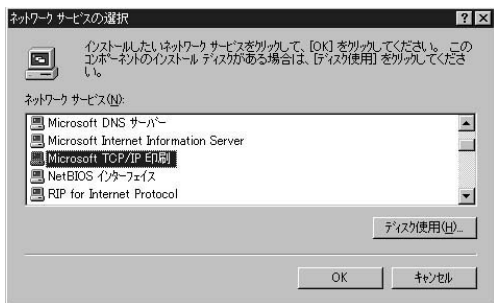 ネットワーク サービスの選択
インストールしたいネットワーク サービスをクリックして、[OK] をクリックしてください。 この
コンポーネントのインストール ディスクがある場合は、[ディスク使用] をクリックしてくださ
い。
ネットワーク サービス(N):
Microsoft DNS サーバー
Microsoft Internet Information Server
Microsoft TCP/IP 印刷
NetBIOS インターフェイス
RIP for Internet Protocol
ディスク使用(H)...
OK
キャンセル